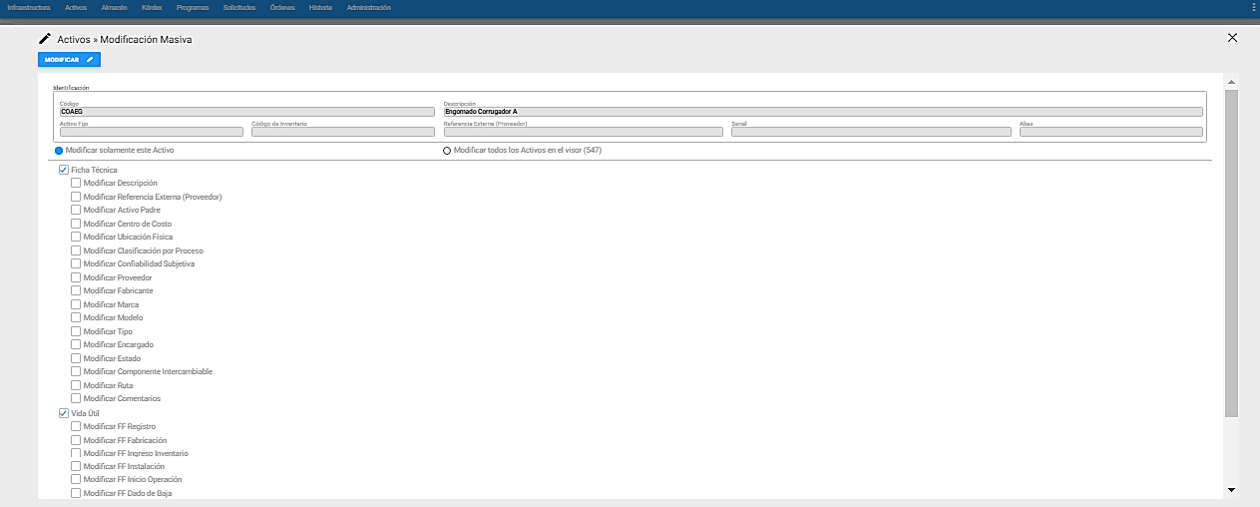 Infraestructura Activos Almacén Kárdex Programas Solicitudes Órdenes Historia Administración
Activos » Modificación Masiva
MODIFICAR
Identificación
Código Descripción
COAEG Engomado Corrugador A
Activo Fijo Código de Inventario Referencia Externa (Proveedor) Serial Alias
Modificar solamente este Activo Modificar todos los Activos en el visor (547)
Ficha Técnica
Modificar Descripción
Modificar Referencia Externa (Proveedor)
Modificar Activo Padre
Modificar Centro de Costo
Modificar Ubicación Física
Modificar Clasificación por Proceso
Modificar Confiabilidad Subjetiva
Modificar Proveedor
Modificar Fabricante
Modificar Marca
Modificar Modelo
Modificar Tipo
Modificar Encargado
Modificar Estado
Modificar Componente Intercambiable
Modificar Ruta
Modificar Comentarios
Vida Útil
Modificar FF Registro
Modificar FF Fabricación
Modificar FF Ingreso Inventario
Modificar FF Instalación
Modificar FF Inicio Operación
Modificar FF Dado de Baja